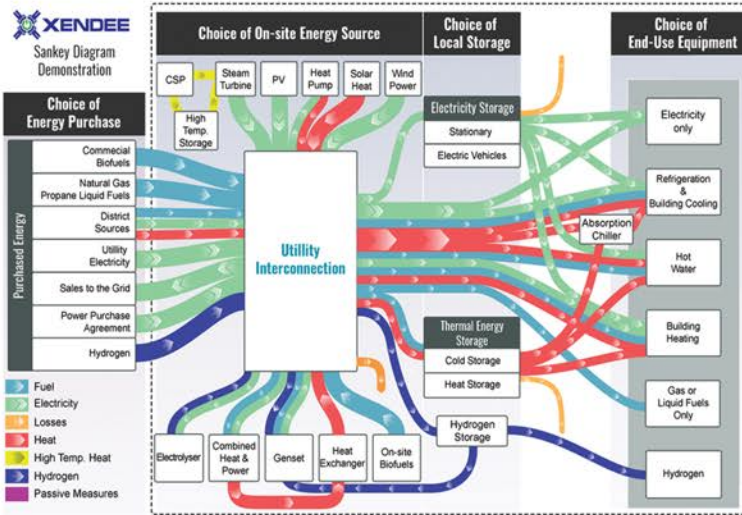 XENDEE
Sankey Diagram
Demonstration
Choice of
Energy Purchase
Purchased Energy
Commecial
Biofuels
Natural Gas
Propane Liquid Fuels
District
Sources
Utility
Electricity
Sales to the Grid
Power Purchase
Agreement
Hydrogen
Fuel
Electricity
Losses
Heat
High Temp. Heat
Hydrogen
Passive Measures
Choice of On-site Energy Source
CSP
Steam
Turbine
PV
Heat
Pump
Solar
Heat
Wind
Power
High
Temp.
Storage
Utillity
Interconnection
Electrolyser
Combined
Heat &
Power
Genset
Heat
Exchanger
On-site
Biofuels
Choice of
Local Storage
Electricity Storage
Stationary
Electric Vehicles
Thermal Energy
Storage
Cold Storage
Heat Storage
Hydrogen
Storage
Absorption
Chiller
Choice of
End-Use Equipment
Electricity
only
Refrigeration
&
Building Cooling
Hot
Water
Building
Heating
Gas or
Liquid Fuels
Only
Hydrogen